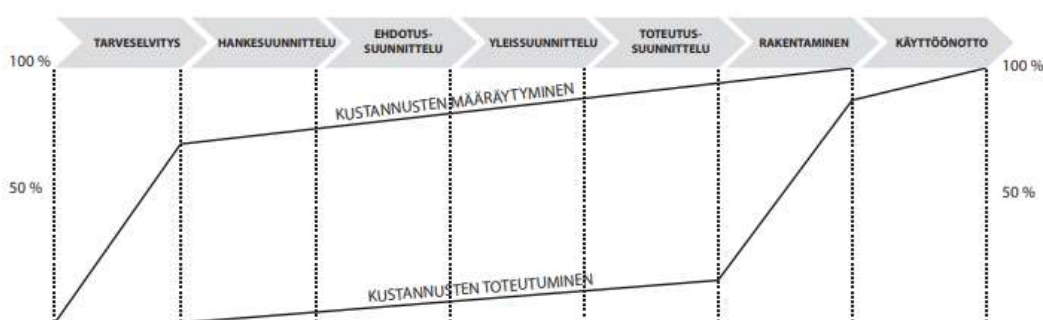 TARVESELVITYS
HANKESUUNNITTELU
EHDOTUS-
SUUNNITTELU
YLEISSUUNNITTELU
TOTEUTUS-
SUUNNITTELU
RAKENTAMINEN
KÄYTTÖÖNOTTO
100 %
100 %
KUSTANNUSTEN MÄÄRÄYTYMINEN
50 %
50 %
KUSTANNUSTEN TOTEUTUMINEN